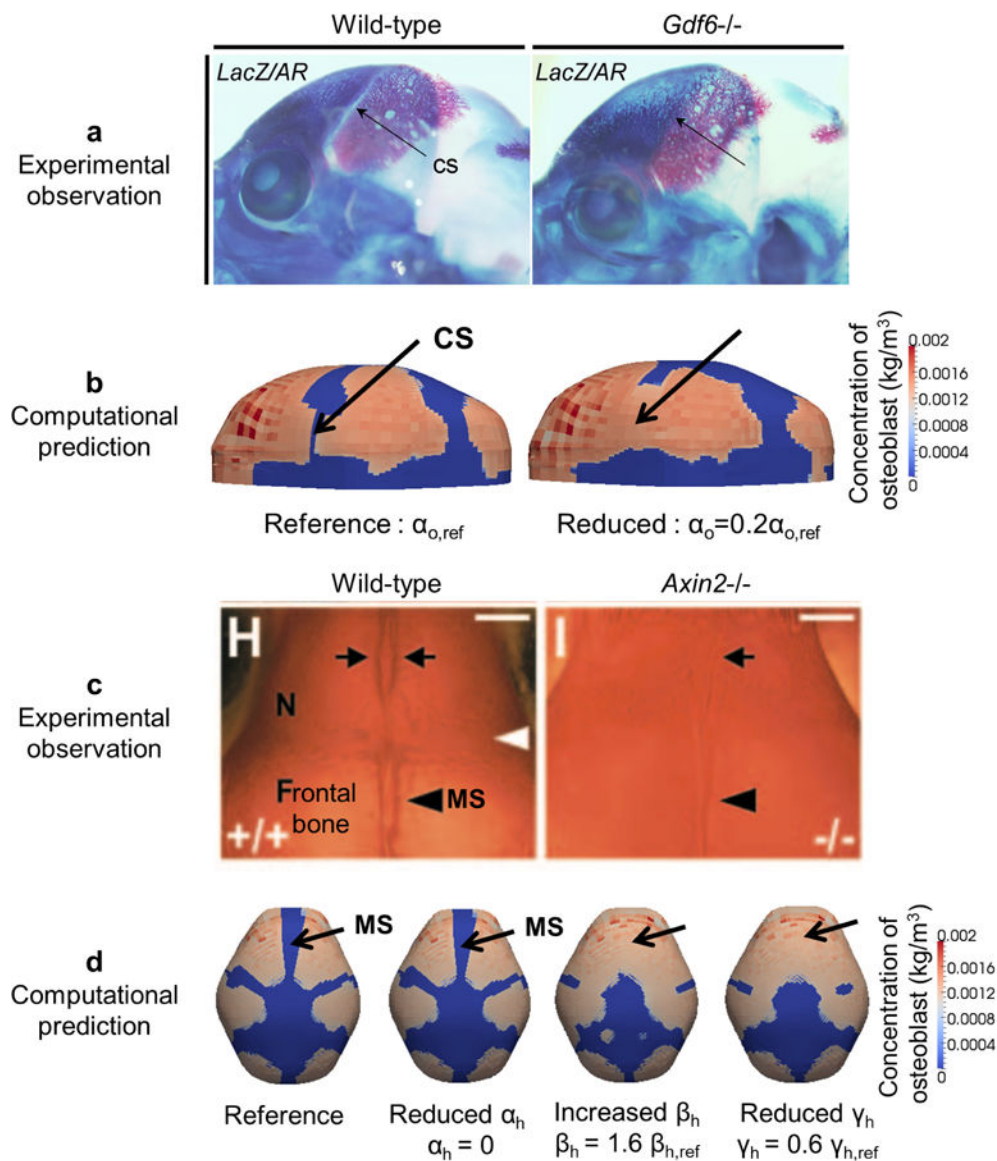 Wild-type
Gdf6-/-
a
Experimental
observation
LacZ/AR
CS
LacZ/AR
b
Computational
prediction
CS
Reference : αo,ref
Reduced : αo=0.2αo,ref
Concentration of
osteoblast (kg/m³)
0.002
0.0016
0.0012
0.0008
0.0004
0
Wild-type
Axin2-/-
c
Experimental
observation
H
N
Frontal
bone
MS
+/+
I
-/-
d
Computational
prediction
MS
MS
Reference
Reduced αh
αh = 0
Increased βh
βh = 1.6 βh,ref
Reduced γh
γh = 0.6 γh,ref
Concentration of
osteoblast (kg/m³)
0.002
0.0016
0.0012
0.0008
0.0004
0